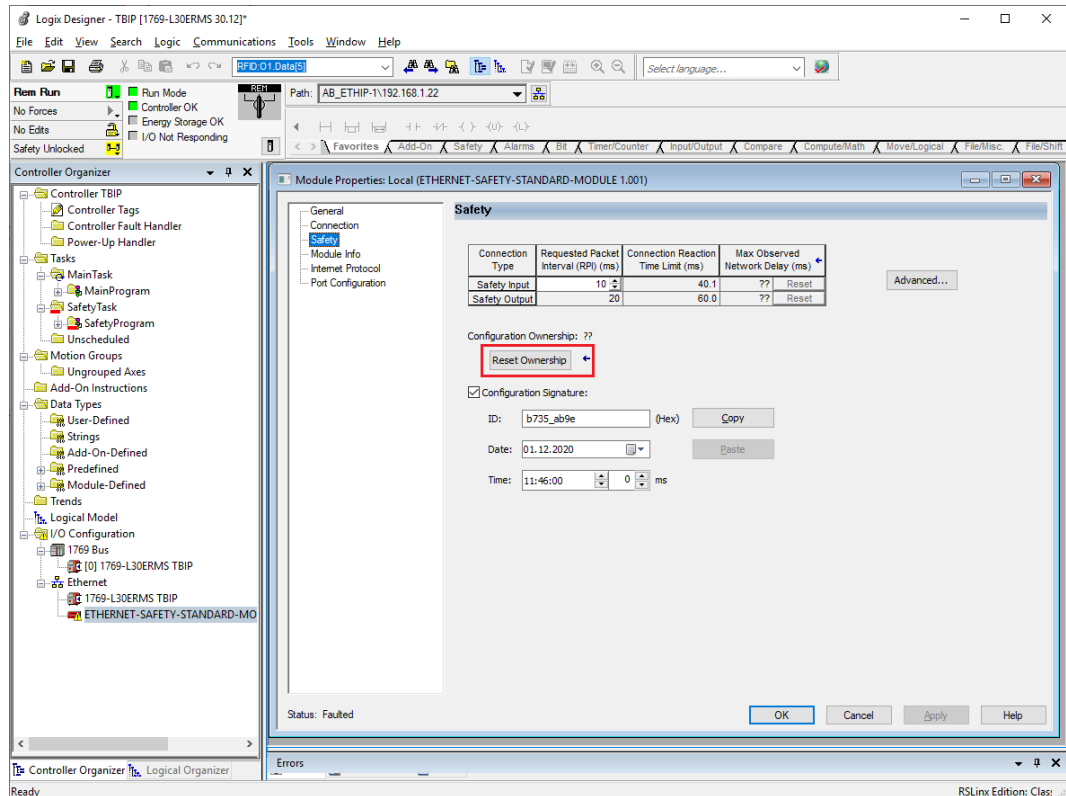 Logix Designer - TBIP [1769-L30ERMS 30.12]*
File Edit View Search Logic Communications Tools Window Help
RFID:O1.Data[5]
Select language...
Rem Run
Run Mode
REM
Path: AB_ETHIP-1\192.168.1.22
No Forces
Controller OK
Energy Storage OK
No Edits
I/O Not Responding
Safety Unlocked
Favorites Add-On Safety Alarms Bit Timer/Counter Input/Output Compare Compute/Math Move/Logical File/Misc. File/Shift
Controller Organizer
Controller TBIP
Controller Tags
Controller Fault Handler
Power-Up Handler
Tasks
MainTask
MainProgram
SafetyTask
SafetyProgram
Unscheduled
Motion Groups
Ungrouped Axes
Add-On Instructions
Data Types
User-Defined
Strings
Add-On-Defined
Predefined
Module-Defined
Trends
Logical Model
I/O Configuration
1769 Bus
[0] 1769-L30ERMS TBIP
Ethernet
1769-L30ERMS TBIP
ETHERNET-SAFETY-STANDARD-MO
Controller Organizer Logical Organizer
Module Properties: Local (ETHERNET-SAFETY-STANDARD-MODULE 1.001)
General
Connection
Safety
Module Info
Internet Protocol
Port Configuration
Safety
Connection Type Requested Packet Interval (RPI) (ms) Connection Reaction Time Limit (ms) Max Observed Network Delay (ms)
Safety Input 10 40.1 ?? Reset
Safety Output 20 60.0 ?? Reset
Advanced...
Configuration Ownership: ??
Reset Ownership
Configuration Signature:
ID: b735_ab9e (Hex) Copy
Date: 01.12.2020 Paste
Time: 11:46:00 0 ms
Status: Faulted
OK Cancel Apply Help
Errors
Ready
RSLinx Edition: Clas